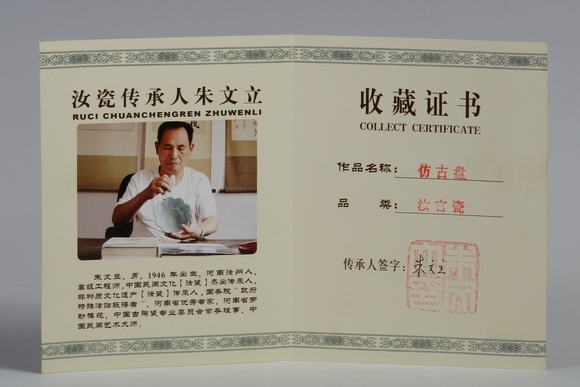 汝瓷传承人朱文立
RUCI CHUANCHENGREN ZHUWENLI
朱文立，男，1946年出生，河南汝州人，
高级工程师，中国民间文化【汝瓷】杰出传承人，
非物质文化遗产【汝瓷】传承人，国务院"政府
特殊津贴获得者"，河南省优秀专家，河南省劳
动模范，中国古陶瓷专业委员会常务理事，中
国民间艺术大师。
收藏证书
COLLECT CERTIFICATE
作品名称：仿古盘
品 类：汝官瓷
传承人签字：朱文立